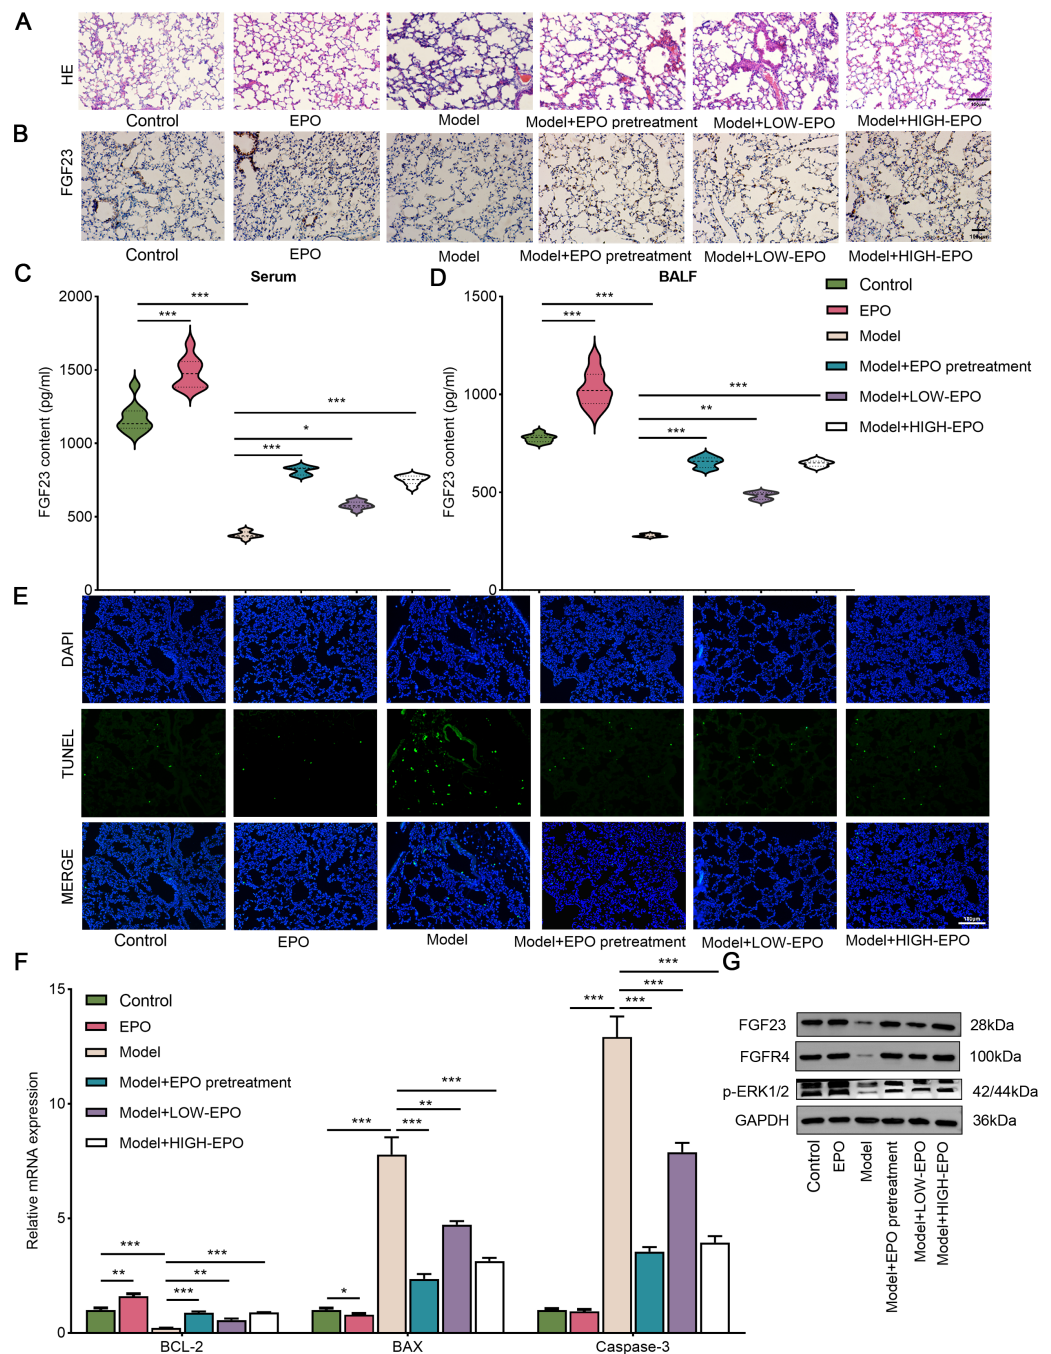 A
HE
Control
EPO
Model
Model+EPO pretreatment
Model+LOW-EPO
Model+HIGH-EPO
B
FGF23
Control
EPO
Model
Model+EPO pretreatment
Model+LOW-EPO
Model+HIGH-EPO
C
Serum
FGF23 content (pg/ml)
2000
1500
1000
500
0
***
***
***
*
***
D
BALF
FGF23 content (pg/ml)
1500
1000
500
0
***
***
***
**
***
Control
EPO
Model
Model+EPO pretreatment
Model+LOW-EPO
Model+HIGH-EPO
E
DAPI
TUNEL
MERGE
Control
EPO
Model
Model+EPO pretreatment
Model+LOW-EPO
Model+HIGH-EPO
F
Relative mRNA expression
15
10
5
0
Control
EPO
Model
Model+EPO pretreatment
Model+LOW-EPO
Model+HIGH-EPO
***
**
***
**
***
*
***
***
**
***
***
***
***
***
BCL-2
BAX
Caspase-3
G
FGF23 28kDa
FGFR4 100kDa
p-ERK1/2 42/44kDa
GAPDH 36kDa
Control
EPO
Model
Model+EPO pretreatment
Model+LOW-EPO
Model+HIGH-EPO